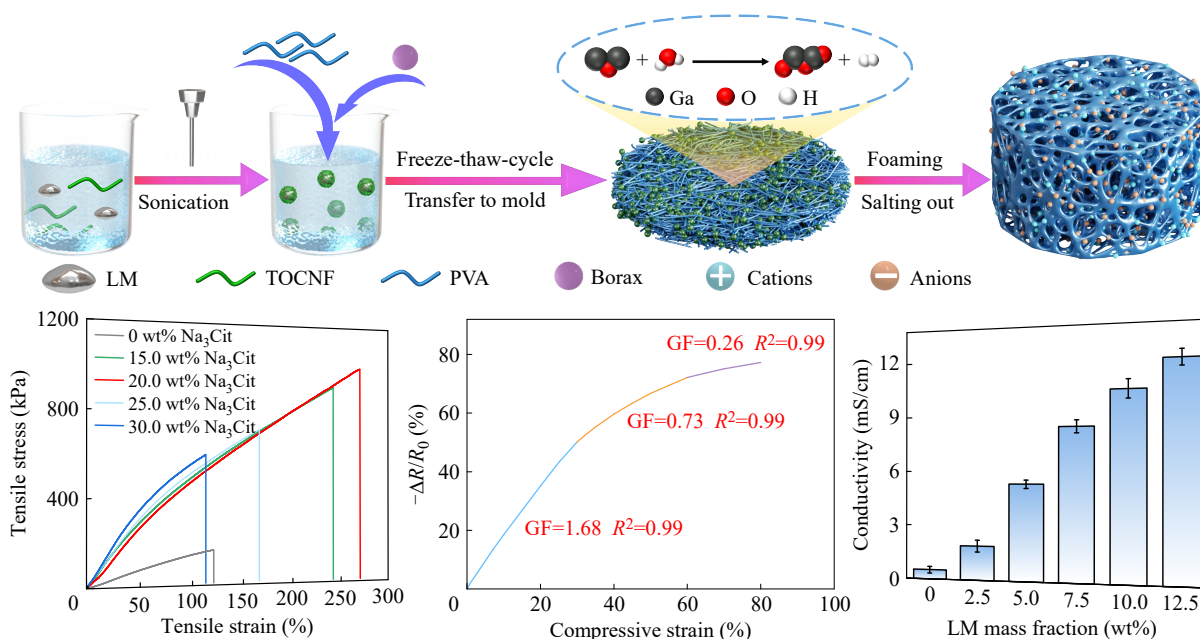 +
+
Ga
O
H
Sonication
Freeze-thaw-cycle
Transfer to mold
Foaming
Salting out
LM
TOCNF
PVA
Borax
+ Cations
− Anions
Tensile stress (kPa)
1200
800
400
0
50
100
150
200
250
300
Tensile strain (%)
0 wt% Na₃Cit
15.0 wt% Na₃Cit
20.0 wt% Na₃Cit
25.0 wt% Na₃Cit
30.0 wt% Na₃Cit
−ΔR/R₀ (%)
80
60
40
20
0
20
40
60
80
100
Compressive strain (%)
GF=0.26 R²=0.99
GF=0.73 R²=0.99
GF=1.68 R²=0.99
Conductivity (mS/cm)
12
9
6
3
0
0
2.5
5.0
7.5
10.0
12.5
LM mass fraction (wt%)